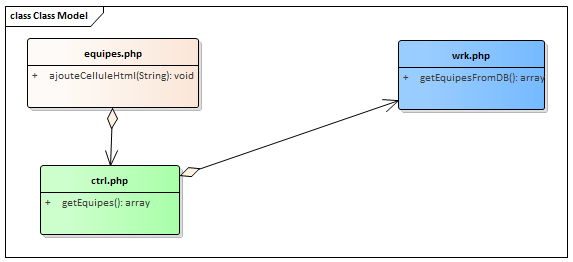 class Class Model
equipes.php
+ ajouteCelluleHtml(String): void
wrk.php
+ getEquipesFromDB(): array
ctrl.php
+ getEquipes(): array